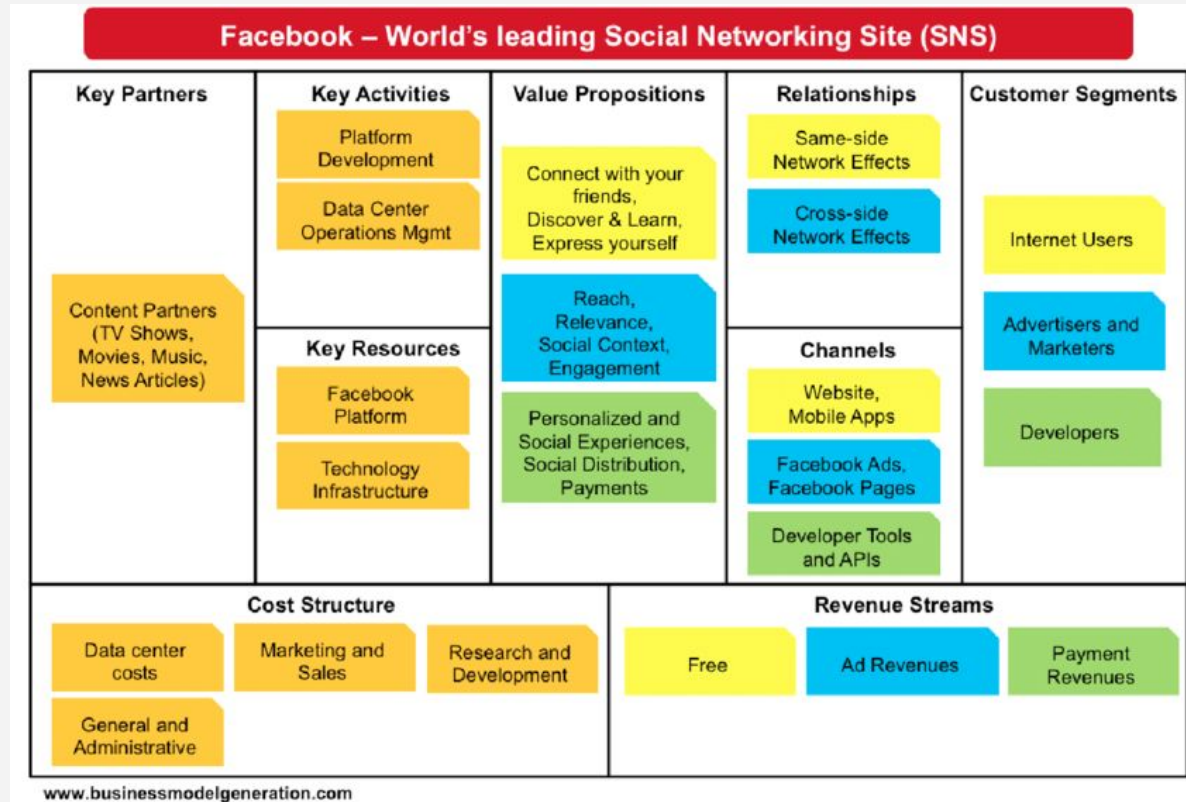 Facebook – World's leading Social Networking Site (SNS)
Key Partners
Content Partners
(TV Shows,
Movies, Music,
News Articles)
Key Activities
Platform
Development
Data Center
Operations Mgmt
Key Resources
Facebook
Platform
Technology
Infrastructure
Value Propositions
Connect with your
friends,
Discover & Learn,
Express yourself
Reach,
Relevance,
Social Context,
Engagement
Personalized and
Social Experiences,
Social Distribution,
Payments
Relationships
Same-side
Network Effects
Cross-side
Network Effects
Channels
Website,
Mobile Apps
Facebook Ads,
Facebook Pages
Developer Tools
and APIs
Customer Segments
Internet Users
Advertisers and
Marketers
Developers
Cost Structure
Data center
costs
Marketing and
Sales
Research and
Development
General and
Administrative
Revenue Streams
Free
Ad Revenues
Payment
Revenues
www.businessmodelgeneration.com